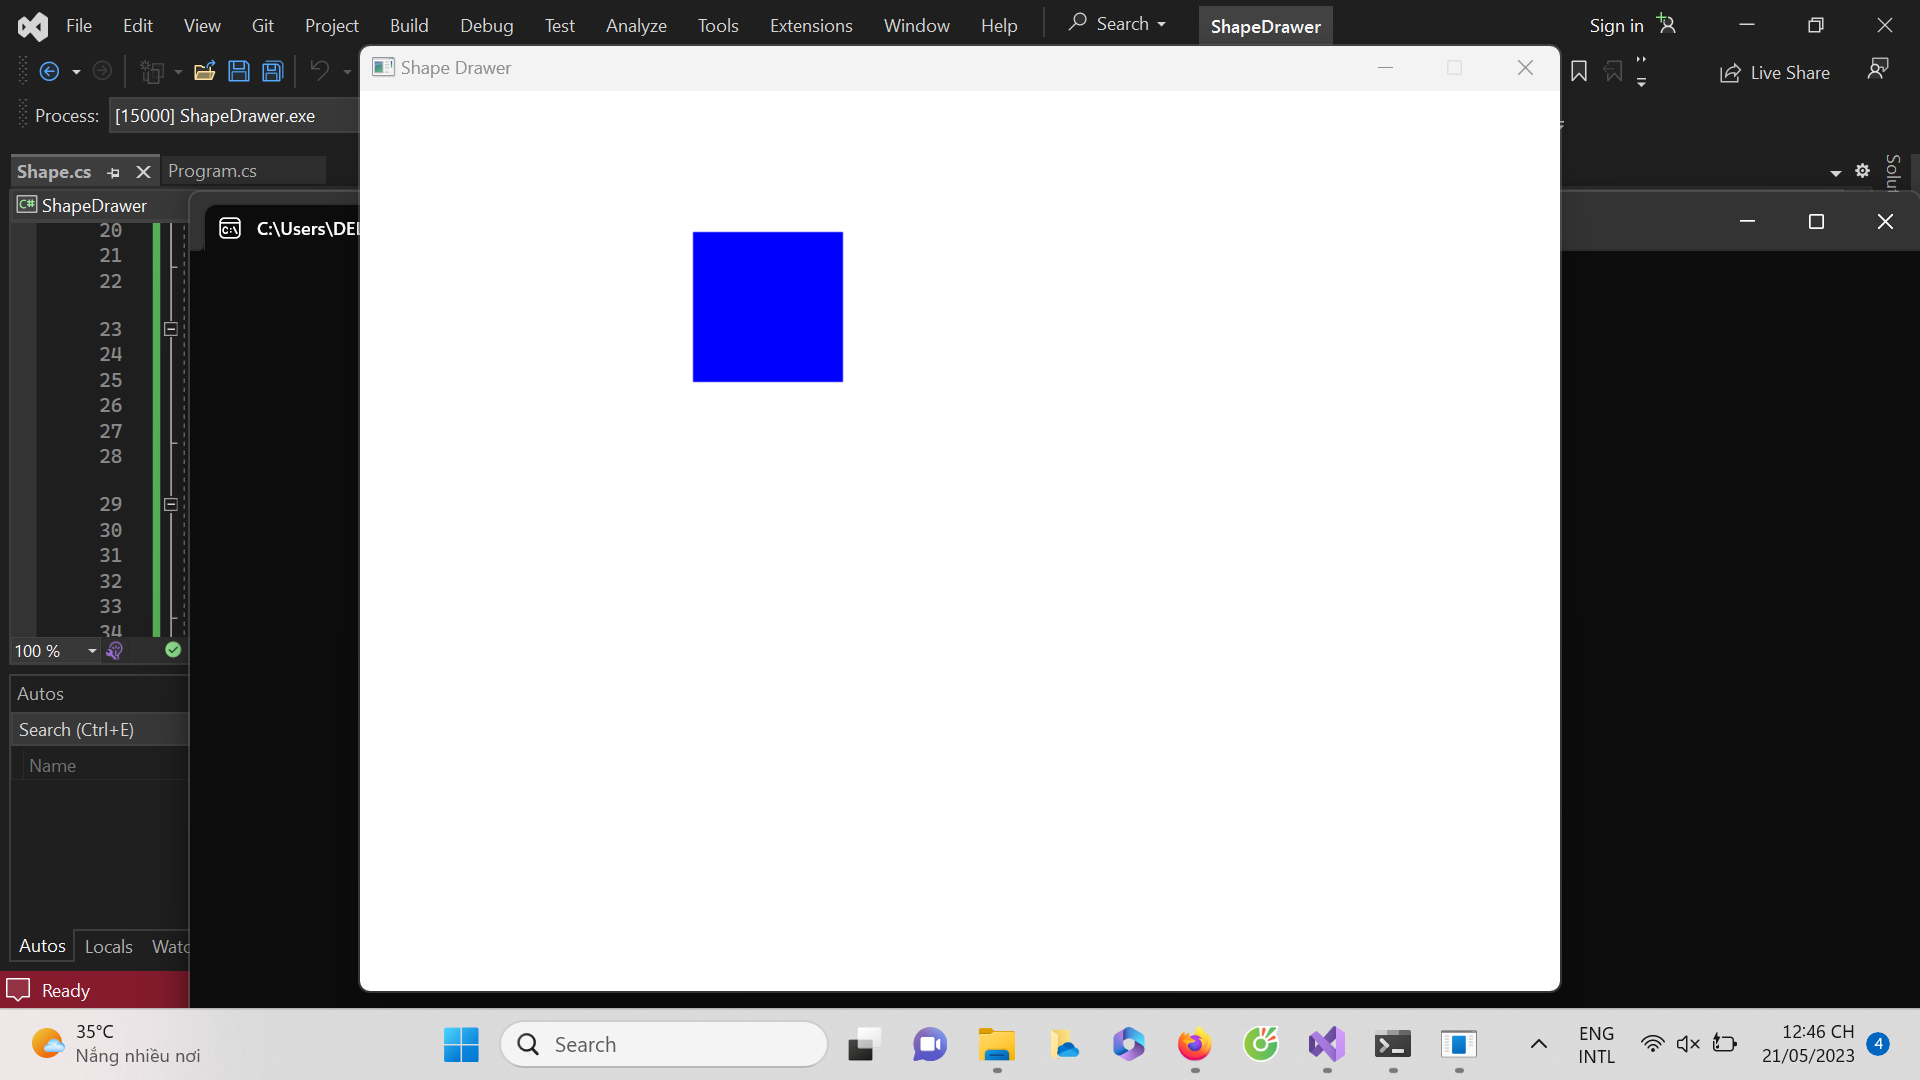 File Edit View Git Project Build Debug Test Analyze Tools Extensions Window Help Search ShapeDrawer Sign in
Shape Drawer
Live Share
Process: [15000] ShapeDrawer.exe
Shape.cs Program.cs
ShapeDrawer
C:\Users\DEL
20
21
22
23
24
25
26
27
28
29
30
31
32
33
34
100 %
Autos
Search (Ctrl+E)
Name
Autos Locals Watc
Ready
Solu
35°C
Nắng nhiều nơi
Search
ENG
INTL
12:46 CH
21/05/2023
4